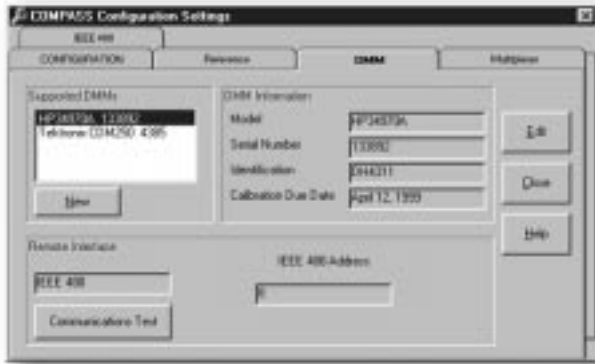 COMPASS Configuration Settings
IEEE 488
CONFIGURATION
Reference
DMM
Multiplexer
Supported DMMs
HP34970A 133892
Tektronix CDM250 4385
New
DMM Information
Model
HP34970A
Serial Number
133892
Identification
Calibration Due Date
April 12, 1999
Edit
Close
Help
Remote Interface
IEEE 488
Communications Test
IEEE 488 Address